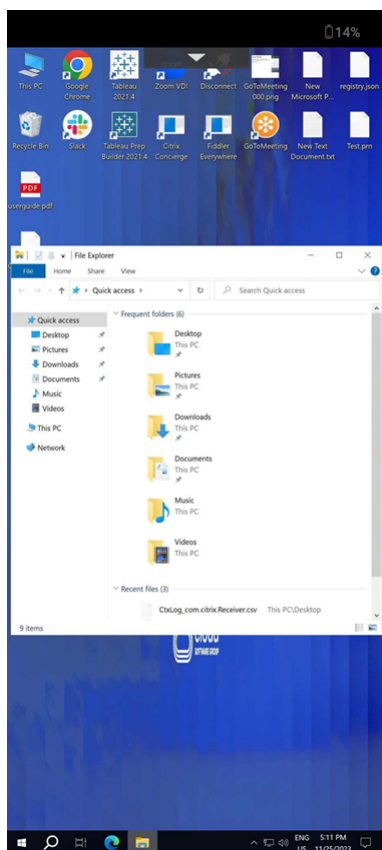 14%
This PC
Google
Chrome
Tableau
2021.4
Zoom VDI
Disconnect
GoToMeeting
000.png
New
Microsoft P...
registry.json
Recycle Bin
Slack
Tableau Prep
Builder 2021.4
Citrix
Concierge
Fiddler
Everywhere
GoToMeeting
New Text
Document.txt
Test.prn
PDF
userguide.pdf
File Explorer
File
Home
Share
View
Quick access
Search Quick access
Quick access
Desktop
Pictures
Downloads
Documents
Music
Videos
This PC
Network
Frequent folders (6)
Desktop
This PC
Pictures
This PC
Downloads
This PC
Documents
This PC
Music
This PC
Videos
This PC
Recent files (3)
CtxLog_com.citrix.Receiver.csv
This PC\Desktop
9 items
SOFTWARE GROUP
ENG
US
5:11 PM
11/25/2023